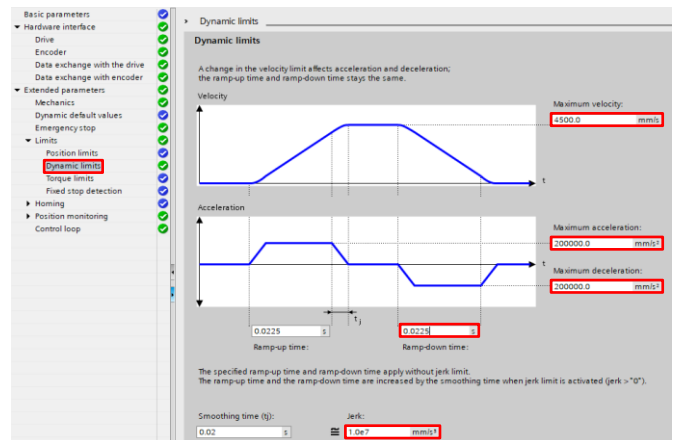 Basic parameters
Hardware interface
Drive
Encoder
Data exchange with the drive
Data exchange with encoder
Extended parameters
Mechanics
Dynamic default values
Emergency stop
Limits
Position limits
Dynamic limits
Torque limits
Fixed stop detection
Homing
Position monitoring
Control loop
Dynamic limits
Dynamic limits
A change in the velocity limit affects acceleration and deceleration;
the ramp-up time and ramp-down time stays the same.
Velocity
Maximum velocity:
4500.0 mm/s
t
Acceleration
Maximum acceleration:
200000.0 mm/s²
t
Maximum deceleration:
200000.0 mm/s²
tj
0.0225 s
0.0225 s
Ramp-up time:
Ramp-down time:
The specified ramp-up time and ramp-down time apply without jerk limit.
The ramp-up time and the ramp-down time are increased by the smoothing time when jerk limit is activated (jerk > "0").
Smoothing time (tj):
Jerk:
0.02 s
≅
1.0e7 mm/s³